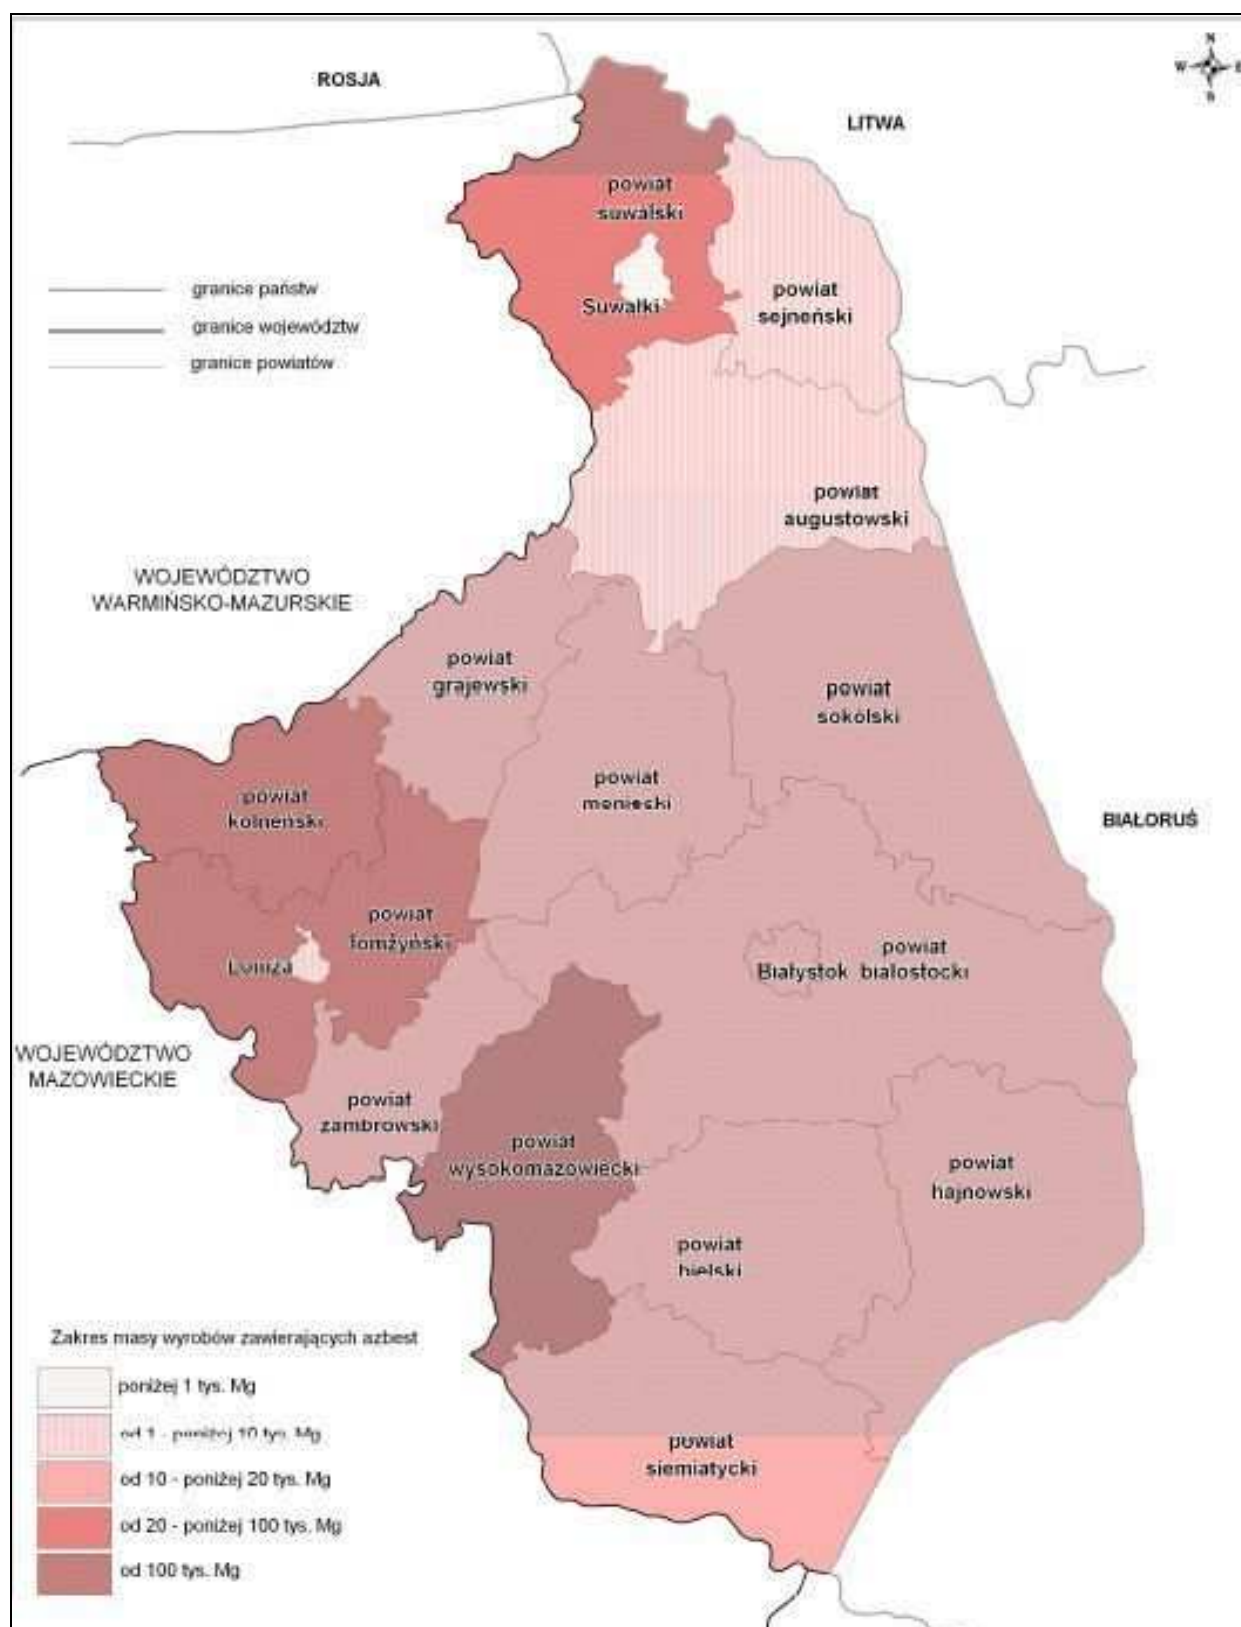 N
W E
S
ROSJA
LITWA
powiat
suwalski
granice państw
Suwałki
powiat
sejneński
granice województw
granice powiatów
powiat
augustowski
WOJEWÓDZTWO
WARMIŃSKO-MAZURSKIE
powiat
grajewski
powiat
sokólski
powiat
moniecki
powiat
kolneński
BIAŁORUŚ
powiat
łomżyński
Łomża
Białystok
powiat
białostocki
WOJEWÓDZTWO
MAZOWIECKIE
powiat
zambrowski
powiat
wysokomazowiecki
powiat
hajnowski
powiat
bielski
Zakres masy wyrobów zawierających azbest
poniżej 1 tys. Mg
od 1 - poniżej 10 tys. Mg
powiat
siemiatycki
od 10 - poniżej 20 tys. Mg
od 20 - poniżej 100 tys. Mg
od 100 tys. Mg